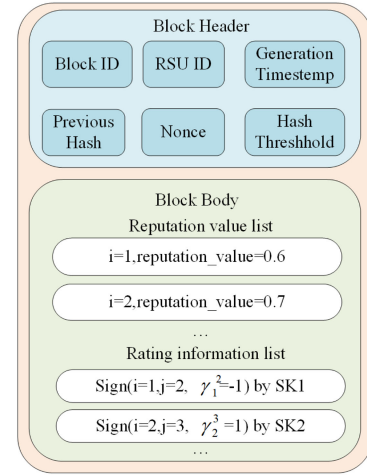 Block Header
Block ID
RSU ID
Generation
Timestemp
Previous
Hash
Nonce
Hash
Threshhold
Block Body
Reputation value list
i=1,reputation_value=0.6
i=2,reputation_value=0.7
…
Rating information list
Sign(i=1,j=2, γ₁²=-1) by SK1
Sign(i=2,j=3, γ₂³=1) by SK2
…